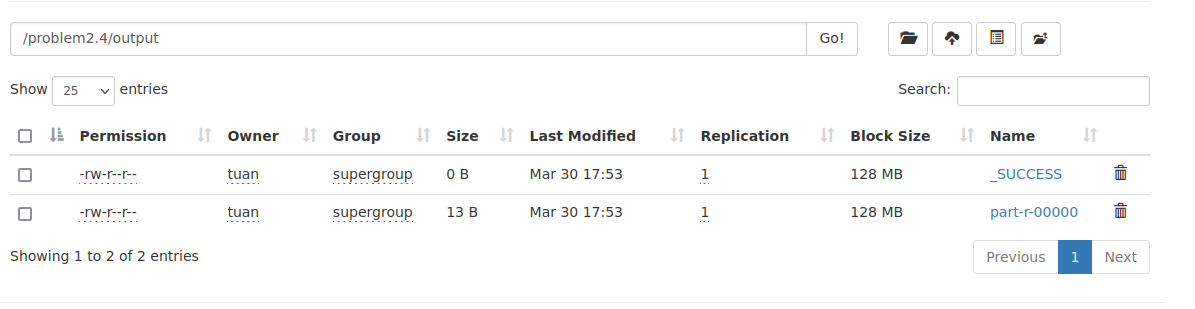 /problem2.4/output Go!
Show 25 entries Search:
Permission Owner Group Size Last Modified Replication Block Size Name
-rw-r--r-- tuan supergroup 0 B Mar 30 17:53 1 128 MB _SUCCESS
-rw-r--r-- tuan supergroup 13 B Mar 30 17:53 1 128 MB part-r-00000
Showing 1 to 2 of 2 entries Previous 1 Next